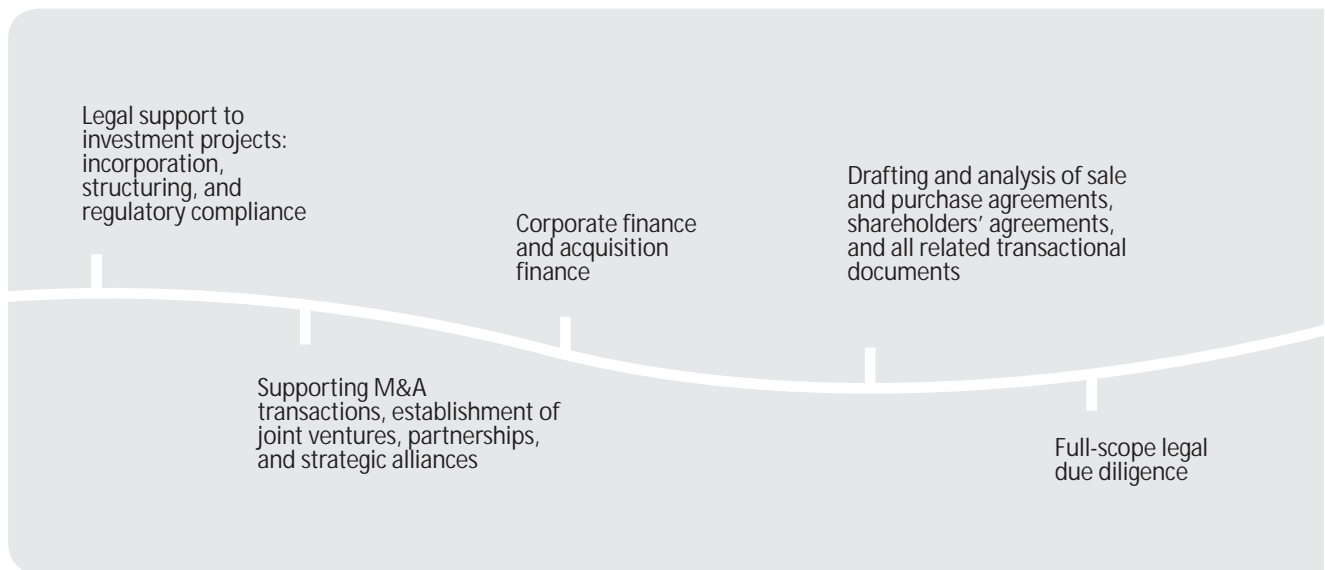 Legal support to
investment projects:
incorporation,
structuring, and
regulatory compliance
Supporting M&A
transactions, establishment of
joint ventures, partnerships,
and strategic alliances
Corporate finance
and acquisition
finance
Drafting and analysis of sale
and purchase agreements,
shareholders’ agreements,
and all related transactional
documents
Full-scope legal
due diligence